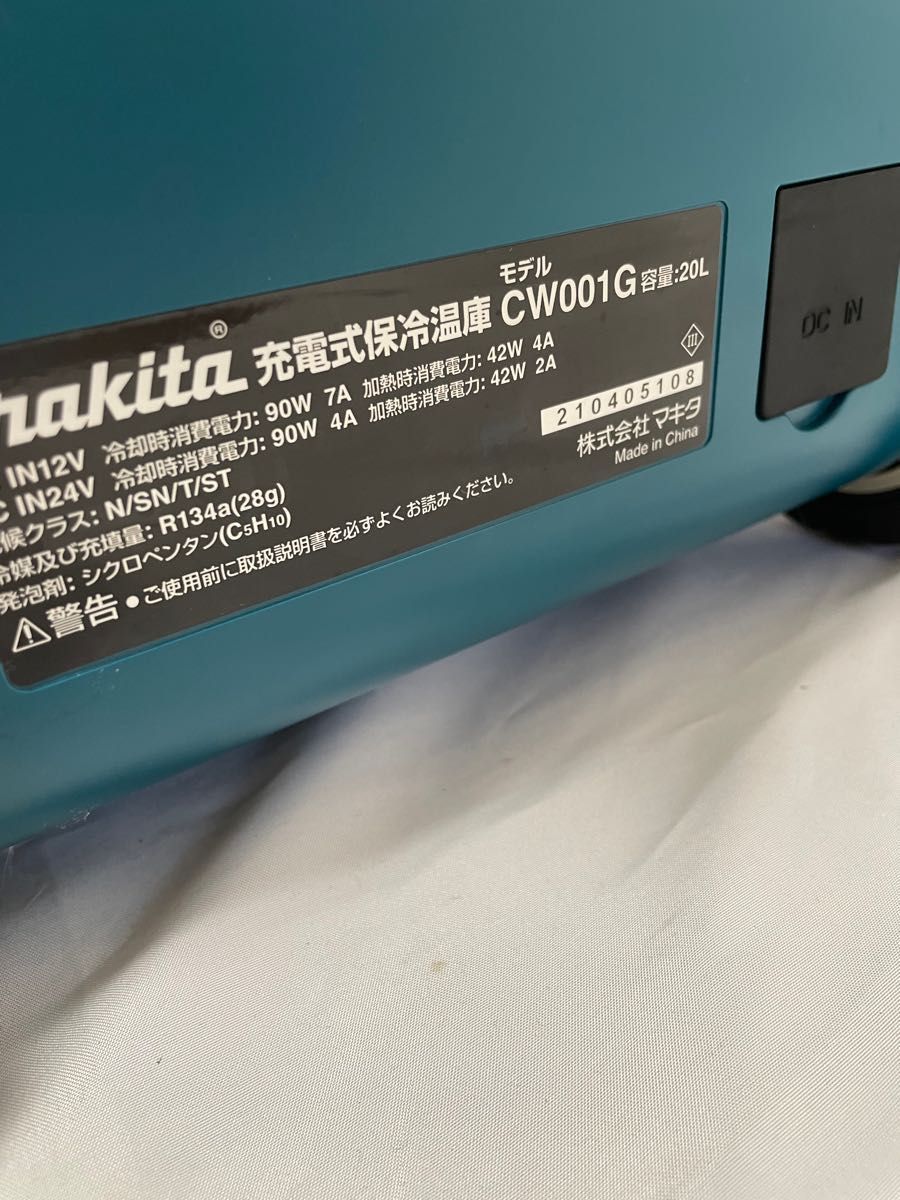 makita® 充電式保冷温庫 モデル CW001G 容量:20L
IN12V 冷却時消費電力: 90W 7A 加熱時消費電力: 42W 4A
IN24V 冷却時消費電力: 90W 4A 加熱時消費電力: 42W 2A
候クラス: N/SN/T/ST
冷媒及び充填量: R134a(28g)
発泡剤: シクロペンタン(C5H10)
⚠警告 ●ご使用前に取扱説明書を必ずよくお読みください。
III
210405108
株式会社 マキタ
Made in China
DC IN